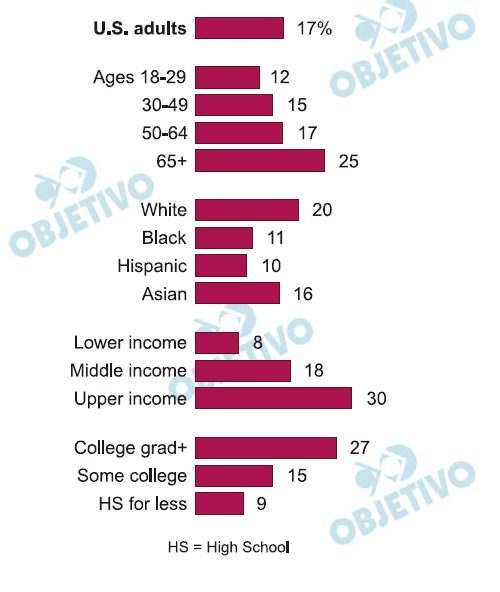 U.S. adults 17%
Ages 18-29 12
30-49 15
50-64 17
65+ 25
White 20
Black 11
Hispanic 10
Asian 16
Lower income 8
Middle income 18
Upper income 30
College grad+ 27
Some college 15
HS for less 9
HS = High School
OBJETIVO
OBJETIVO
OBJETIVO
OBJETIVO